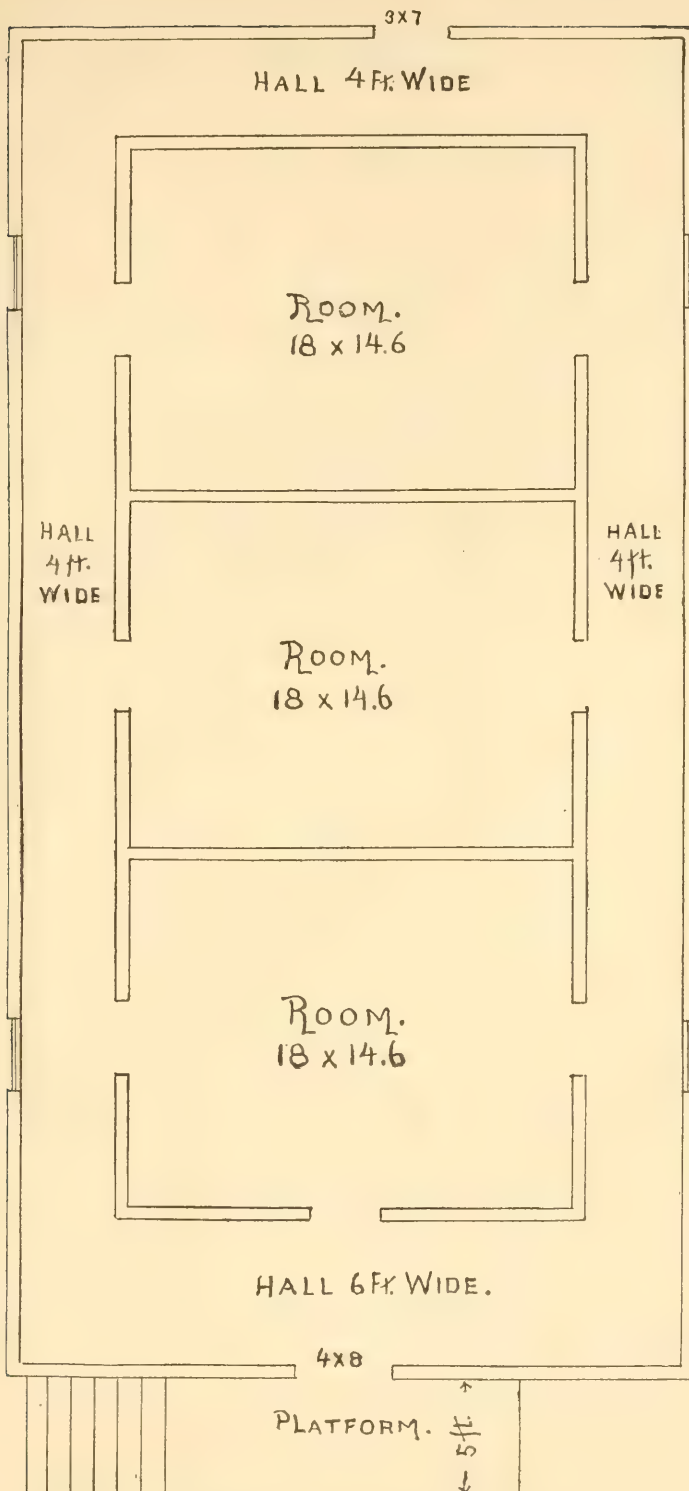 3X7
HALL 4 Ft. WIDE
ROOM.
18 x 14.6
HALL
4 ft.
WIDE
HALL
4 ft.
WIDE
ROOM.
18 x 14.6
ROOM.
18 x 14.6
HALL 6 Ft. WIDE.
4X8
PLATFORM.
5 ft.